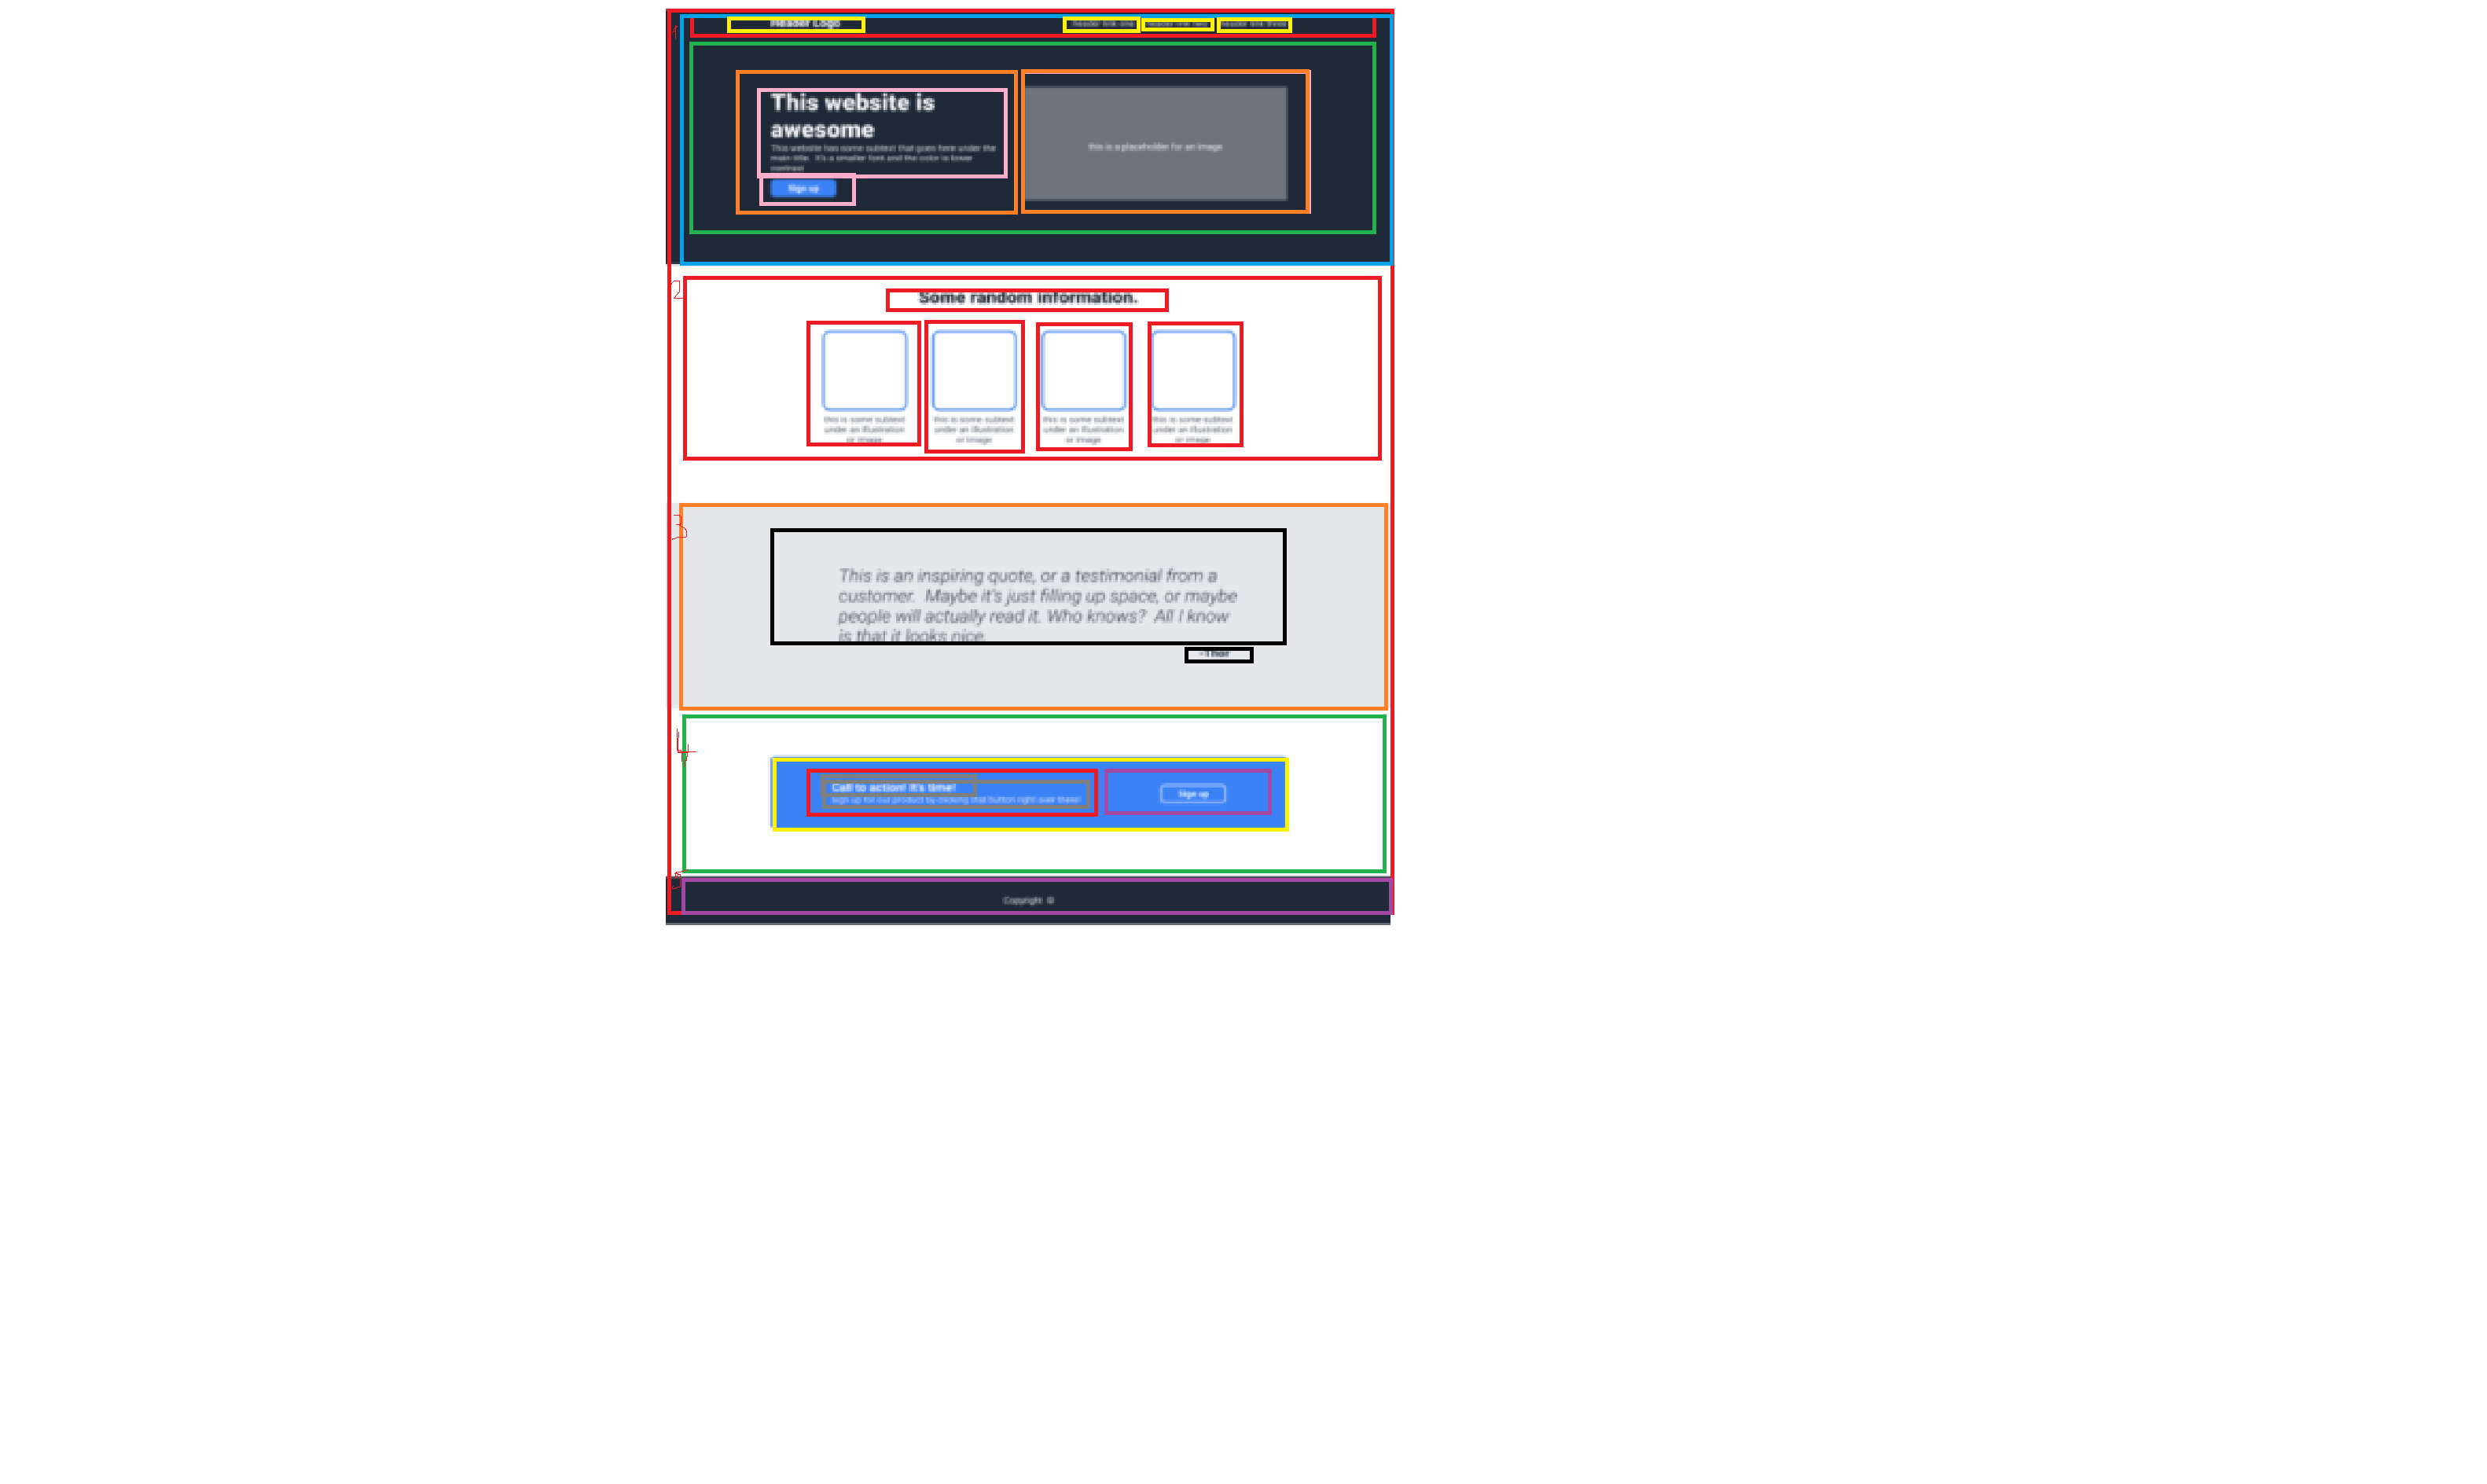 Header Logo
header link one header link two header link three
1
This website is
awesome
This website has some subtext that goes here under the
main title. It's a smaller font and the color is lower
contrast
this is a placeholder for an image
Sign up
2
Some random information.
this is some subtext
under an illustration
or image
this is some subtext
under an illustration
or image
this is some subtext
under an illustration
or image
this is some subtext
under an illustration
or image
3
This is an inspiring quote, or a testimonial from a
customer. Maybe it's just filling up space, or maybe
people will actually read it. Who knows? All I know
is that it looks nice.
-Thor
4
Call to action! It's time!
Sign up for our product by clicking that button right over there!
Sign up
5
Copyright ©